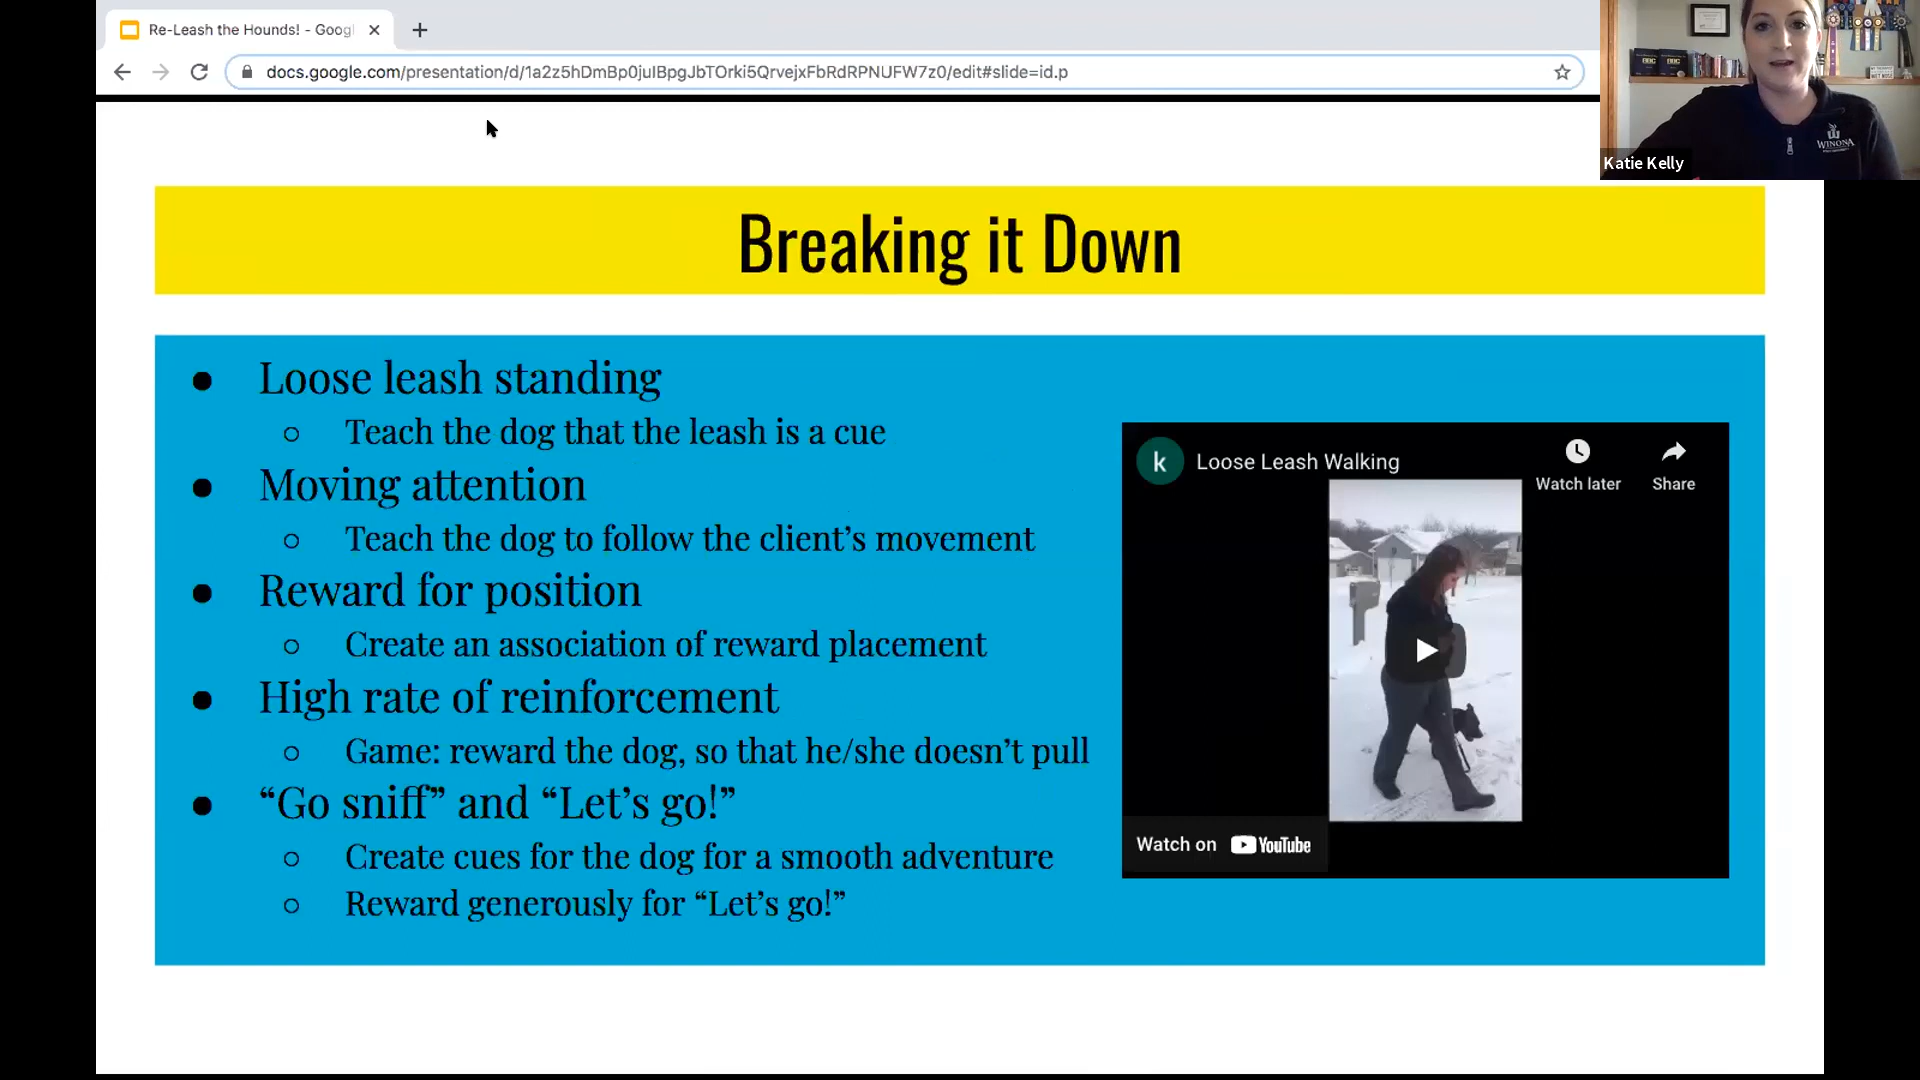 Re-Leash the Hounds! - Goog
docs.google.com/presentation/d/1a2z5hDmBp0juIBpgJbTOrki5QrvejxFbRdRPNUFW7z0/edit#slide=id.p
WINONA
Katie Kelly
Breaking it Down
● Loose leash standing
○ Teach the dog that the leash is a cue
● Moving attention
○ Teach the dog to follow the client’s movement
● Reward for position
○ Create an association of reward placement
● High rate of reinforcement
○ Game: reward the dog, so that he/she doesn’t pull
● “Go sniff” and “Let’s go!”
○ Create cues for the dog for a smooth adventure
○ Reward generously for “Let’s go!”
k Loose Leash Walking
Watch later Share
Watch on YouTube